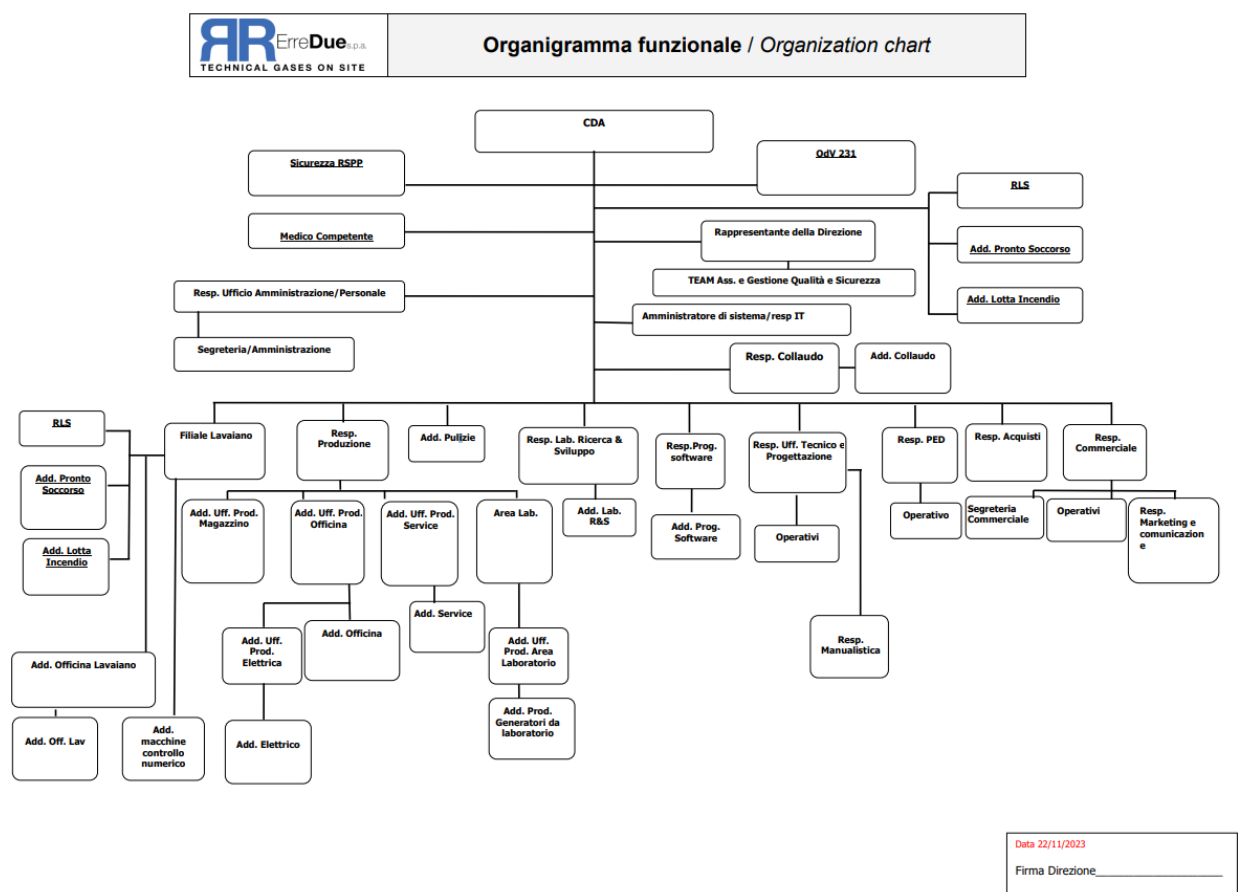 RR ErreDue s.p.a.
TECHNICAL GASES ON SITE
Organigramma funzionale / Organization chart
CDA
Sicurezza RSPP
OdV 231
RLS
Medico Competente
Rappresentante della Direzione
Add. Pronto Soccorso
TEAM Ass. e Gestione Qualità e Sicurezza
Resp. Ufficio Amministrazione/Personale
Add. Lotta Incendio
Amministratore di sistema/resp IT
Segreteria/Amministrazione
Resp. Collaudo
Add. Collaudo
RLS
Filiale Lavaiano
Resp.
Produzione
Add. Pulizie
Resp. Lab. Ricerca &
Sviluppo
Resp.Prog.
software
Resp. Uff. Tecnico e
Progettazione
Resp. PED
Resp. Acquisti
Resp.
Commerciale
Add. Pronto
Soccorso
Add. Uff. Prod.
Magazzino
Add. Uff. Prod.
Officina
Add. Uff. Prod.
Service
Area Lab.
Add. Lab.
R&S
Add. Prog.
Software
Operativi
Operativo
Segreteria
Commerciale
Operativi
Resp.
Marketing e
comunicazion
e
Add. Lotta
Incendio
Add. Uff.
Prod.
Elettrica
Add. Officina
Add. Service
Add. Uff.
Prod. Area
Laboratorio
Resp.
Manualistica
Add. Officina Lavaiano
Add. Off. Lav
Add.
macchine
controllo
numerico
Add. Elettrico
Add. Prod.
Generatori da
laboratorio
Data 22/11/2023
Firma Direzione______________________